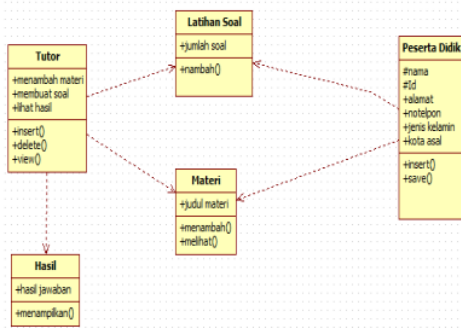 Tutor
+menambah materi
+membuat soal
+lihat hasil
+insert()
+delete()
+view()
Latihan Soal
+jumlah soal
+nambah()
Peserta Didik
#nama
#Id
+alamat
+notelpon
+jenis kelamin
+kota asal
+insert()
+save()
Materi
+judul materi
+menambah()
+melihat()
Hasil
+hasil jawaban
+menampilkan()